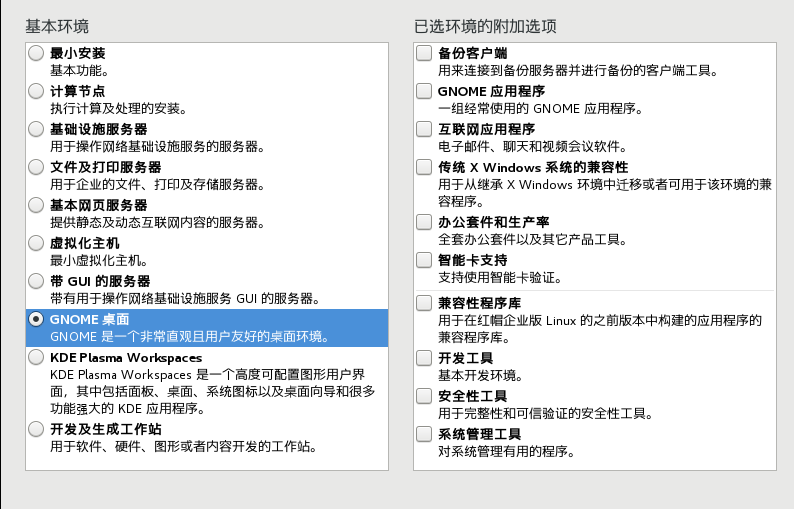 基本环境
最小安装
基本功能。
计算节点
执行计算及处理的安装。
基础设施服务器
用于操作网络基础设施服务的服务器。
文件及打印服务器
用于企业的文件、打印及存储服务器。
基本网页服务器
提供静态及动态互联网内容的服务器。
虚拟化主机
最小虚拟化主机。
带 GUI 的服务器
带有用于操作网络基础设施服务 GUI 的服务器。
GNOME 桌面
GNOME 是一个非常直观且用户友好的桌面环境。
KDE Plasma Workspaces
KDE Plasma Workspaces 是一个高度可配置图形用户界
面，其中包括面板、桌面、系统图标以及桌面向导和很多
功能强大的 KDE 应用程序。
开发及生成工作站
用于软件、硬件、图形或者内容开发的工作站。
已选环境的附加选项
备份客户端
用来连接到备份服务器并进行备份的客户端工具。
GNOME 应用程序
一组经常使用的 GNOME 应用程序。
互联网应用程序
电子邮件、聊天和视频会议软件。
传统 X Windows 系统的兼容性
用于从继承 X Windows 环境中迁移或者可用于该环境的兼
容程序。
办公套件和生产率
全套办公套件以及其它产品工具。
智能卡支持
支持使用智能卡验证。
兼容性程序库
用于在红帽企业版 Linux 的之前版本中构建的应用程序的
兼容程序库。
开发工具
基本开发环境。
安全性工具
用于完整性和可信验证的安全性工具。
系统管理工具
对系统管理有用的程序。